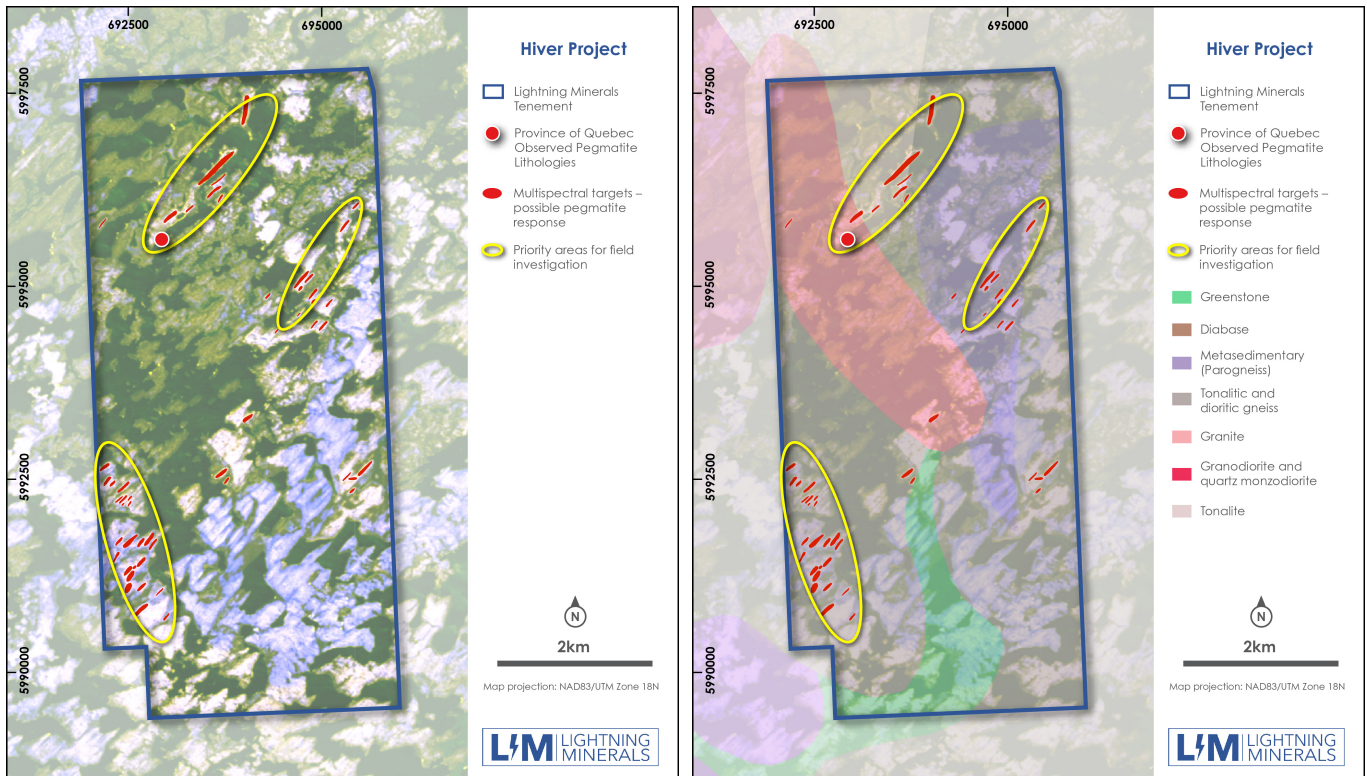 692500
695000
5997500
5995000
5992500
5990000
Hiver Project
Lightning Minerals
Tenement
Province of Quebec
Observed Pegmatite
Lithologies
Multispectral targets –
possible pegmatite
response
Priority areas for field
investigation
N
2km
Map projection: NAD83/UTM Zone 18N
LM
LIGHTNING
MINERALS
692500
695000
5997500
5995000
5992500
5990000
Hiver Project
Lightning Minerals
Tenement
Province of Quebec
Observed Pegmatite
Lithologies
Multispectral targets –
possible pegmatite
response
Priority areas for field
investigation
Greenstone
Diabase
Metasedimentary
(Parogneiss)
Tonalitic and
dioritic gneiss
Granite
Granodiorite and
quartz monzodiorite
Tonalite
N
2km
Map projection: NAD83/UTM Zone 18N
LM
LIGHTNING
MINERALS